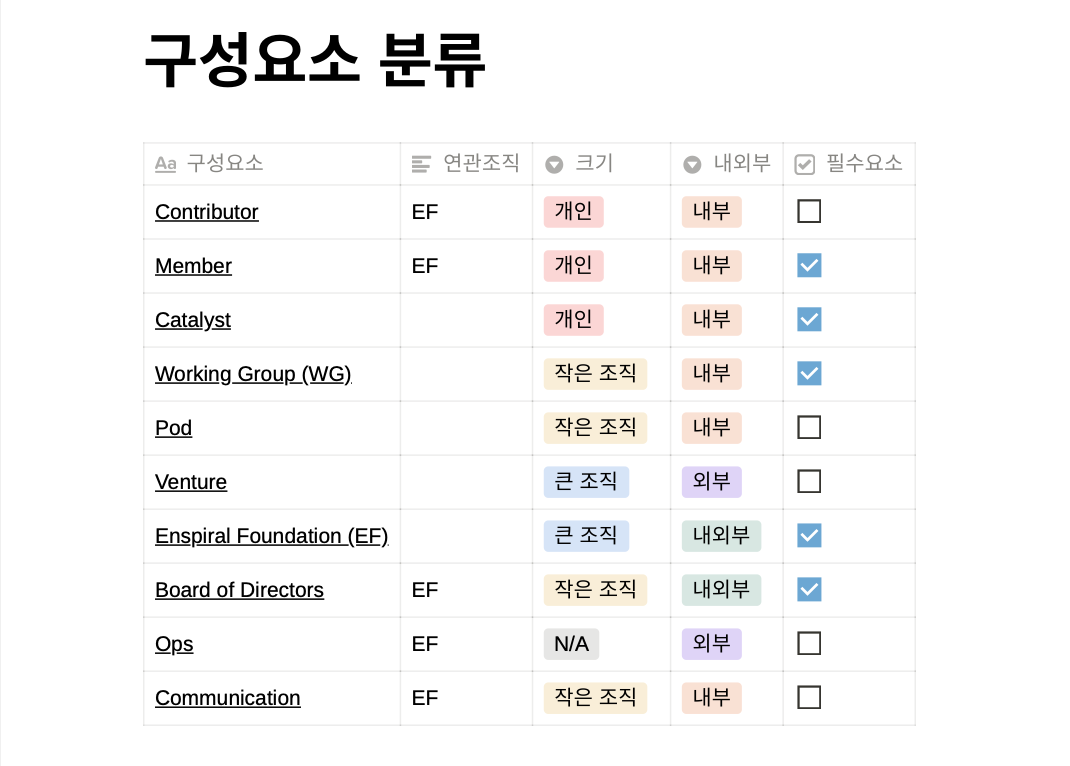 구성요소 분류
Aa 구성요소 연관조직 크기 내외부 필수요소
Contributor EF 개인 내부
Member EF 개인 내부
Catalyst 개인 내부
Working Group (WG) 작은 조직 내부
Pod 작은 조직 내부
Venture 큰 조직 외부
Enspiral Foundation (EF) 큰 조직 내외부
Board of Directors EF 작은 조직 내외부
Ops EF N/A 외부
Communication EF 작은 조직 내부